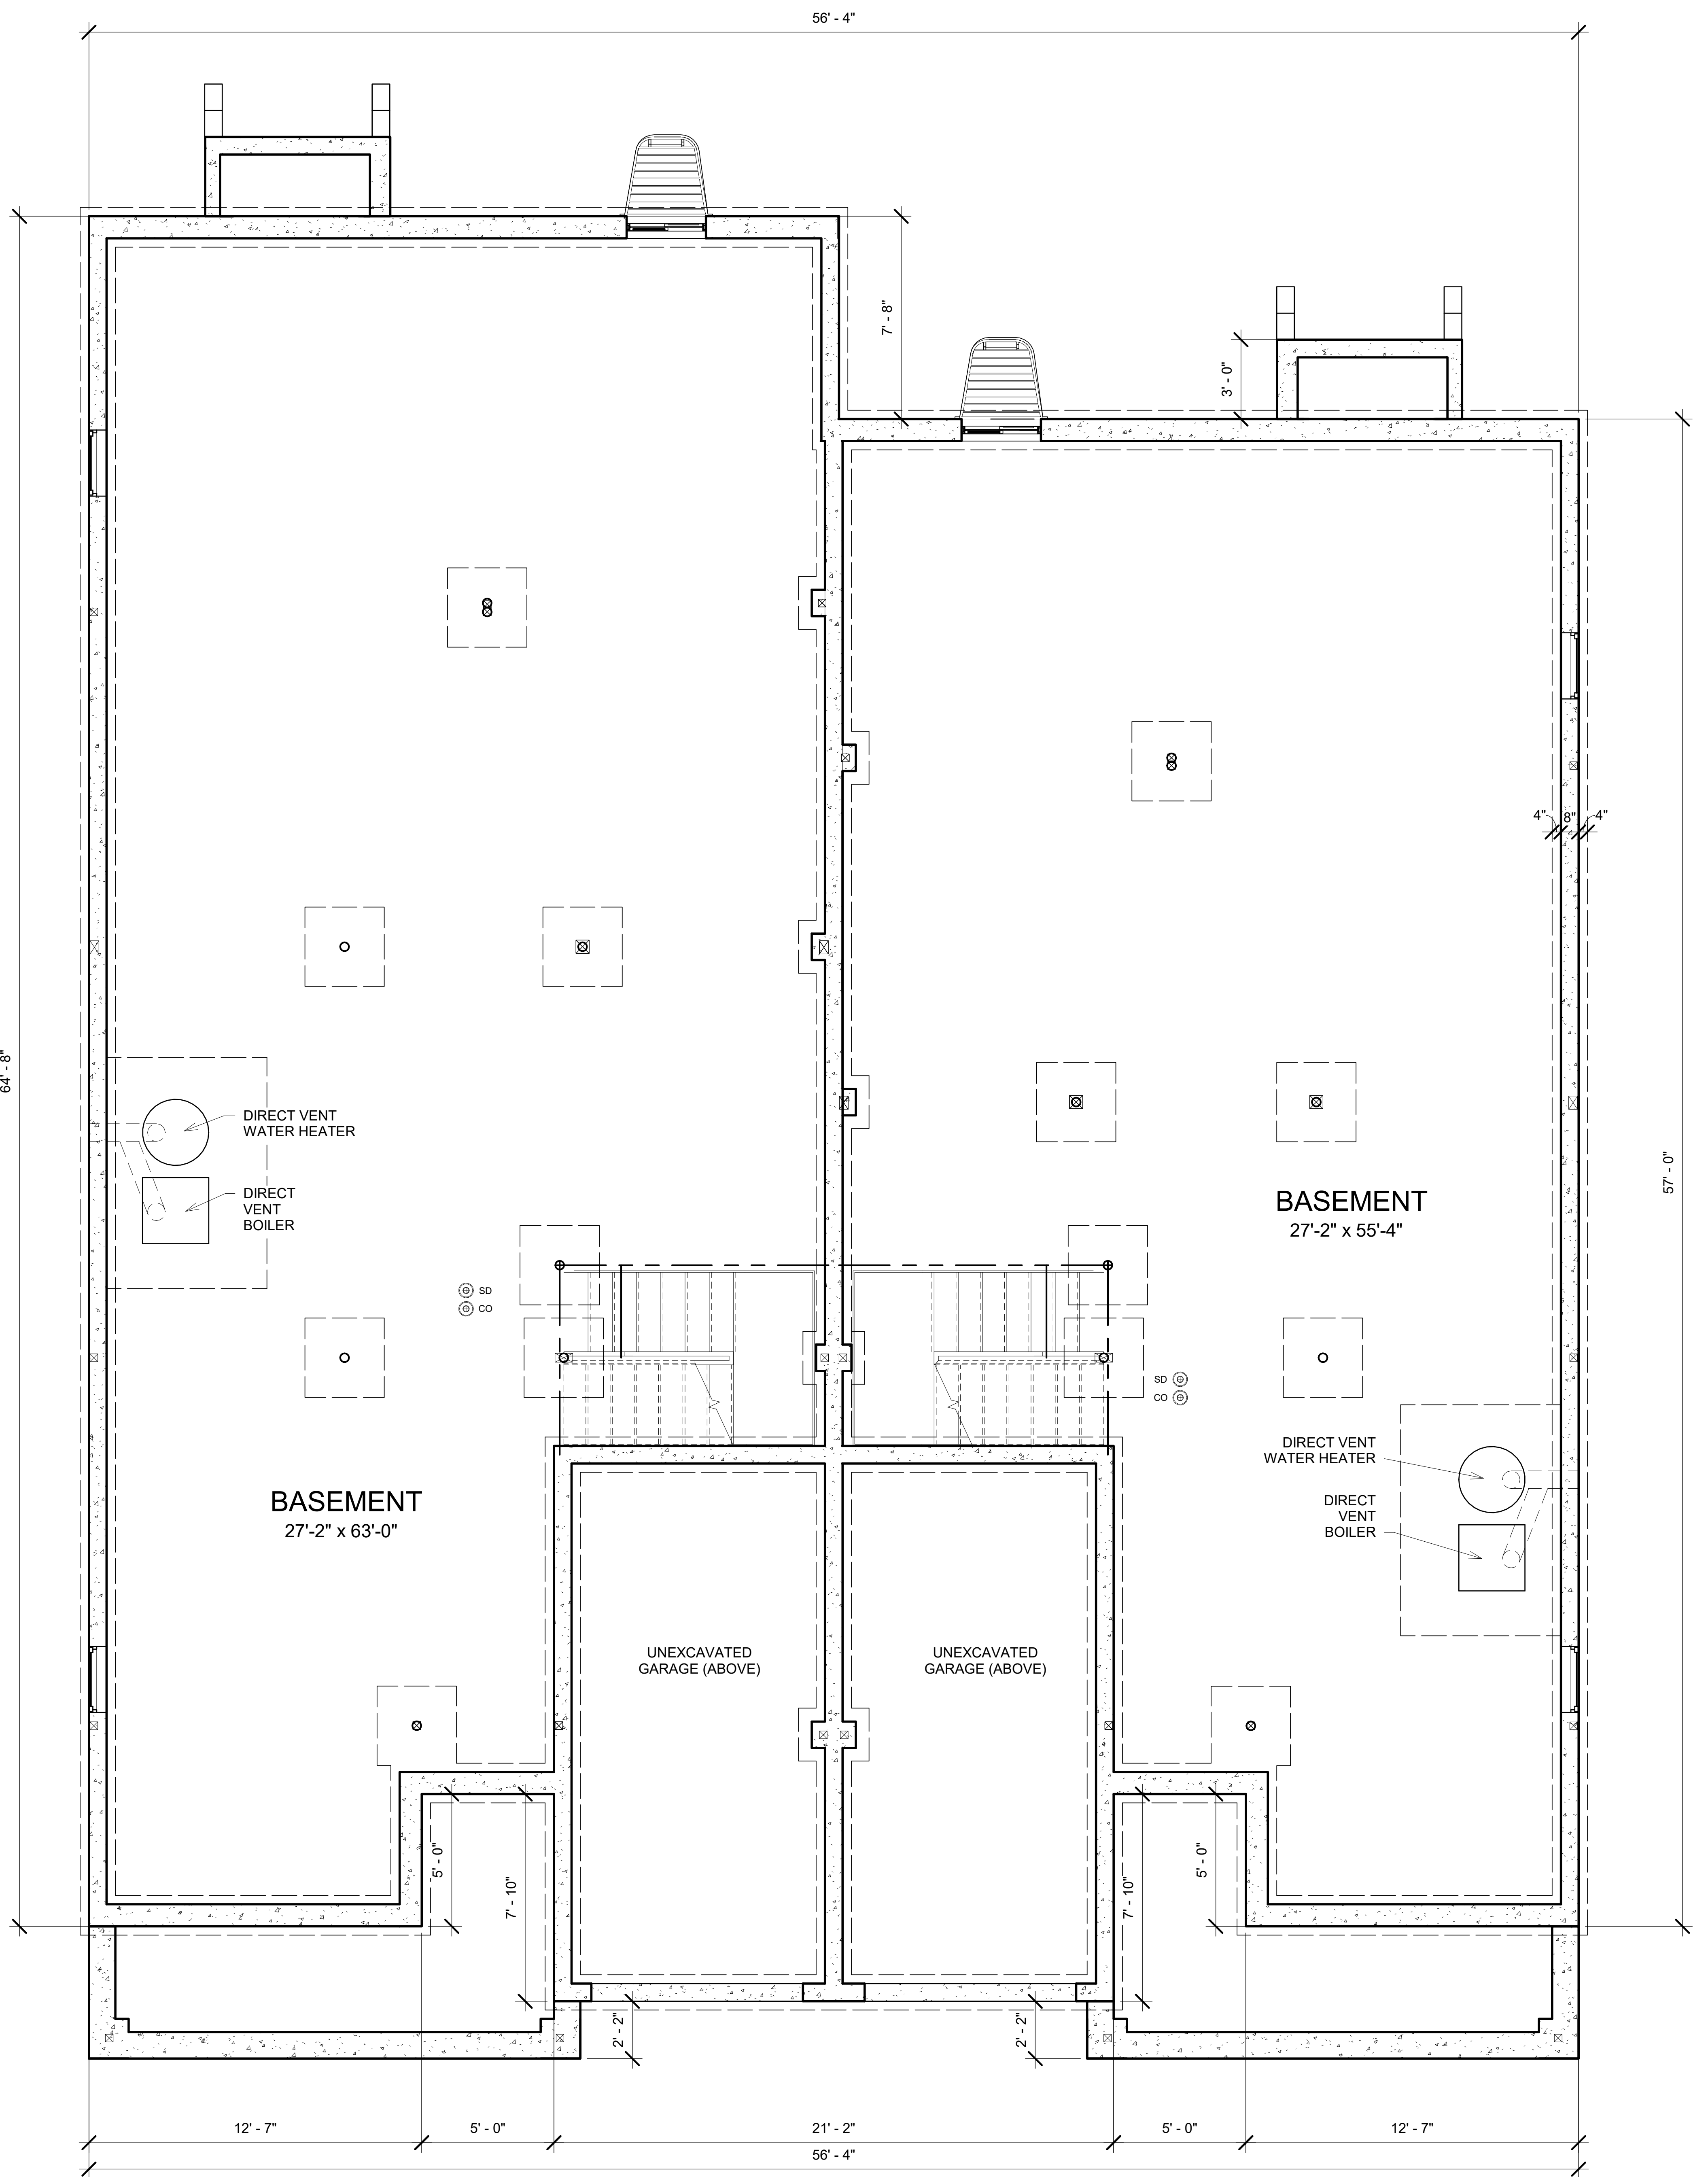 56' - 4"
7' - 8"
3' - 0"
4"
8"
4"
64' - 8"
DIRECT VENT
WATER HEATER
DIRECT
VENT
BOILER
57' - 0"
BASEMENT
27'-2" x 55'-4"
SD
CO
SD
CO
DIRECT VENT
WATER HEATER
DIRECT
VENT
BOILER
BASEMENT
27'-2" x 63'-0"
UNEXCAVATED
GARAGE (ABOVE)
UNEXCAVATED
GARAGE (ABOVE)
5' - 0"
7' - 10"
7' - 10"
5' - 0"
2' - 2"
2' - 2"
12' - 7"
5' - 0"
21' - 2"
5' - 0"
12' - 7"
56' - 4"